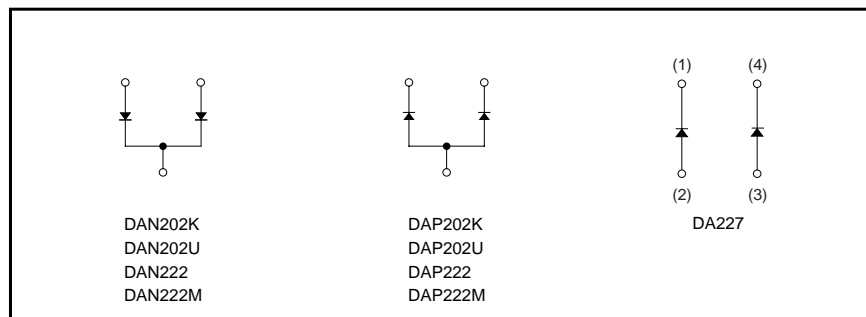 (1) (4)
(2) (3)
DAN202K
DAN202U
DAN222
DAN222M
DAP202K
DAP202U
DAP222
DAP222M
DA227